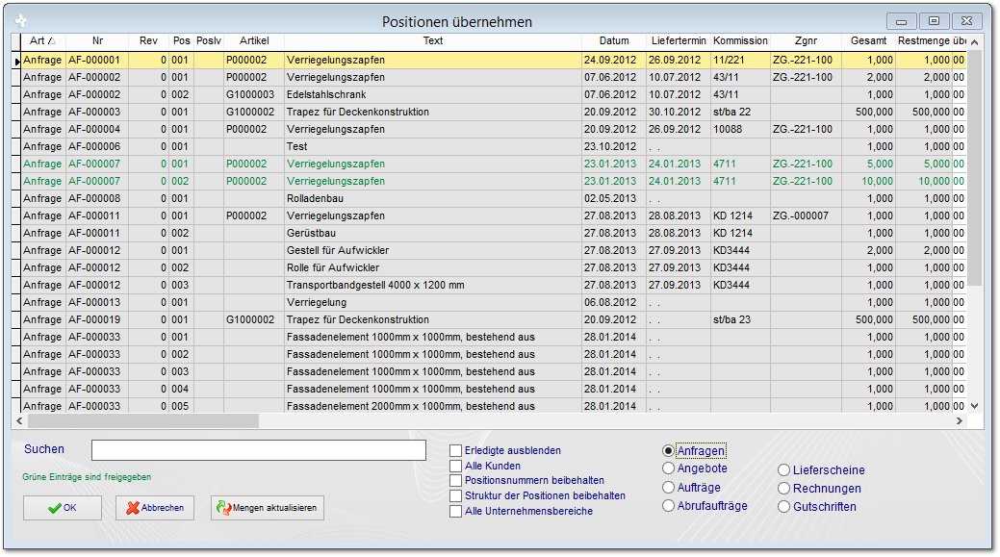 Positionen übernehmen
Art Nr Rev Pos PosIv Artikel Text Datum Liefertermin Kommission Zgnr Gesamt Restmenge übe
Anfrage AF-000001 0 001 P000002 Verriegelungszapfen 24.09.2012 26.09.2012 11/221 ZG.-221-100 1,000 1,000 00
Anfrage AF-000002 0 001 P000002 Verriegelungszapfen 07.06.2012 10.07.2012 43/11 ZG.-221-100 2,000 2,000 00
Anfrage AF-000002 0 002 G1000003 Edelstahlschrank 07.06.2012 10.07.2012 43/11 1,000 1,000 00
Anfrage AF-000003 0 001 G1000002 Trapez für Deckenkonstruktion 20.09.2012 30.10.2012 st/ba 22 500,000 500,000 00
Anfrage AF-000004 0 001 P000002 Verriegelungszapfen 20.09.2012 26.09.2012 10088 ZG.-221-100 1,000 1,000 00
Anfrage AF-000006 0 001 Test 23.10.2012 . . 1,000 1,000 00
Anfrage AF-000007 0 001 P000002 Verriegelungszapfen 23.01.2013 24.01.2013 4711 ZG.-221-100 5,000 5,000 00
Anfrage AF-000007 0 002 P000002 Verriegelungszapfen 23.01.2013 24.01.2013 4711 ZG.-221-100 10,000 10,000 00
Anfrage AF-000008 0 001 Rolladenbau 02.05.2013 . . 1,000 1,000 00
Anfrage AF-000011 0 001 P000002 Verriegelungszapfen 27.08.2013 28.08.2013 KD 1214 ZG.-000007 1,000 1,000 00
Anfrage AF-000011 0 002 Gerüstbau 27.08.2013 28.08.2013 KD 1214 1,000 1,000 00
Anfrage AF-000012 0 001 Gestell für Aufwickler 27.08.2013 27.09.2013 KD3444 2,000 2,000 00
Anfrage AF-000012 0 002 Rolle für Aufwickler 27.08.2013 27.09.2013 KD3444 1,000 1,000 00
Anfrage AF-000012 0 003 Transportbandgestell 4000 x 1200 mm 27.08.2013 27.09.2013 KD3444 1,000 1,000 00
Anfrage AF-000013 0 001 Verriegelung 06.08.2012 . . 1,000 1,000 00
Anfrage AF-000019 0 001 G1000002 Trapez für Deckenkonstruktion 20.09.2012 . . st/ba 23 500,000 500,000 00
Anfrage AF-000033 0 001 Fassadenelement 1000mm x 1000mm, bestehend aus 28.01.2014 . . 1,000 1,000 00
Anfrage AF-000033 0 002 Fassadenelement 1000mm x 1000mm, bestehend aus 28.01.2014 . . 1,000 1,000 00
Anfrage AF-000033 0 003 Fassadenelement 1000mm x 1000mm, bestehend aus 28.01.2014 . . 1,000 1,000 00
Anfrage AF-000033 0 004 Fassadenelement 1000mm x 1000mm, bestehend aus 28.01.2014 . . 1,000 1,000 00
Anfrage AF-000033 0 005 Fassadenelement 2000mm x 1000mm, bestehend aus 28.01.2014 . . 1,000 1,000 00
Suchen
Grüne Einträge sind freigegeben
OK Abbrechen Mengen aktualisieren
Erledigte ausblenden
Alle Kunden
Positionsnummern beibehalten
Struktur der Positionen beibehalten
Alle Unternehmensbereiche
Anfragen
Angebote
Aufträge
Abrufaufträge
Lieferscheine
Rechnungen
Gutschriften